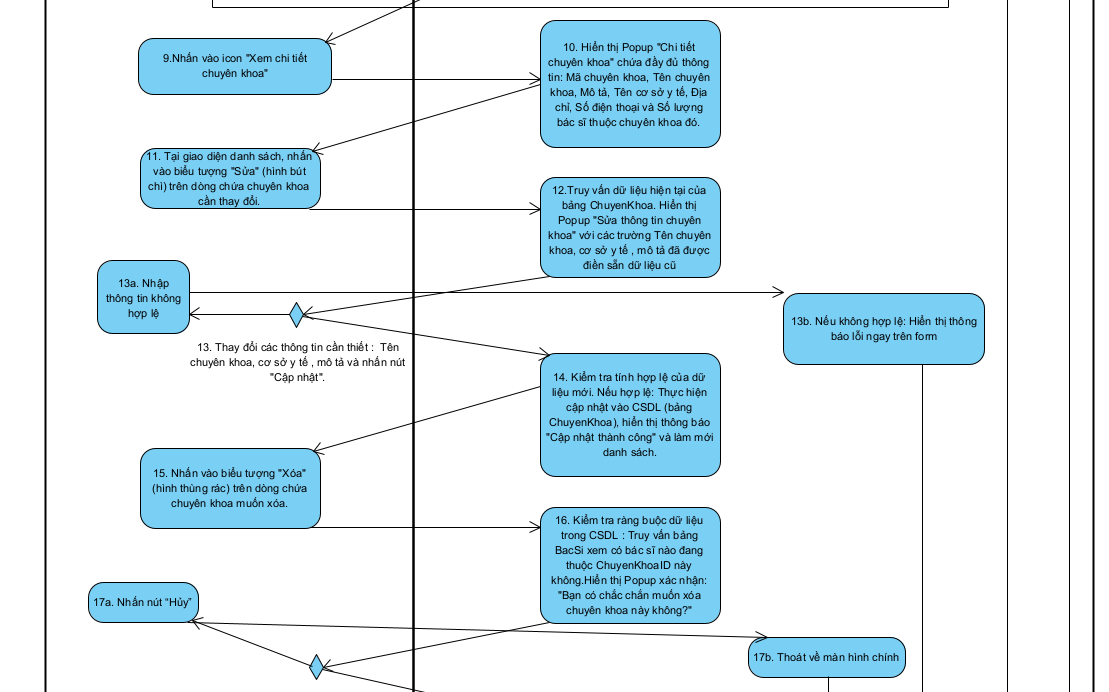 9.Nhấn vào icon "Xem chi tiết
chuyên khoa"
10. Hiển thị Popup "Chi tiết
chuyên khoa" chứa đầy đủ thông
tin: Mã chuyên khoa, Tên chuyên
khoa, Mô tả, Tên cơ sở y tế, Địa
chỉ, Số điện thoại và Số lượng
bác sĩ thuộc chuyên khoa đó.
11. Tại giao diện danh sách, nhấn
vào biểu tượng "Sửa" (hình bút
chì) trên dòng chứa chuyên khoa
cần thay đổi.
12.Truy vấn dữ liệu hiện tại của
bảng ChuyenKhoa. Hiển thị
Popup "Sửa thông tin chuyên
khoa" với các trường Tên chuyên
khoa, cơ sở y tế , mô tả đã được
điền sẵn dữ liệu cũ
13a. Nhập
thông tin không
hợp lệ
13b. Nếu không hợp lệ: Hiển thị thông
báo lỗi ngay trên form
13. Thay đổi các thông tin cần thiết :  Tên
chuyên khoa, cơ sở y tế , mô tả và nhấn nút
"Cập nhật".
14. Kiểm tra tính hợp lệ của dữ
liệu mới. Nếu hợp lệ: Thực hiện
cập nhật vào CSDL (bảng
ChuyenKhoa), hiển thị thông báo
"Cập nhật thành công" và làm mới
danh sách.
15. Nhấn vào biểu tượng "Xóa"
(hình thùng rác) trên dòng chứa
chuyên khoa muốn xóa.
16. Kiểm tra ràng buộc dữ liệu
trong CSDL : Truy vấn bảng
BacSi xem có bác sĩ nào đang
thuộc ChuyenKhoaID này
không.Hiển thị Popup xác nhận:
"Bạn có chắc chắn muốn xóa
chuyên khoa này không?"
17a. Nhấn nút “Hủy”
17b. Thoát về màn hình chính